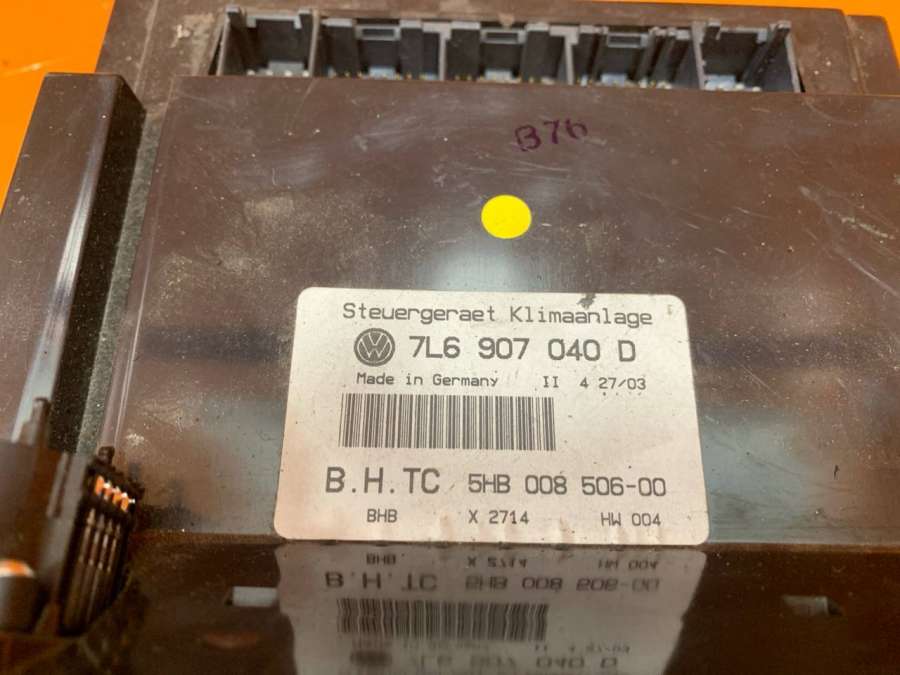 B76
Steuergeraet Klimaanlage
7L6 907 040 D
Made in Germany II 4 27/03
B.H.TC 5HB 008 506-00
BHB X 2714 HW 004